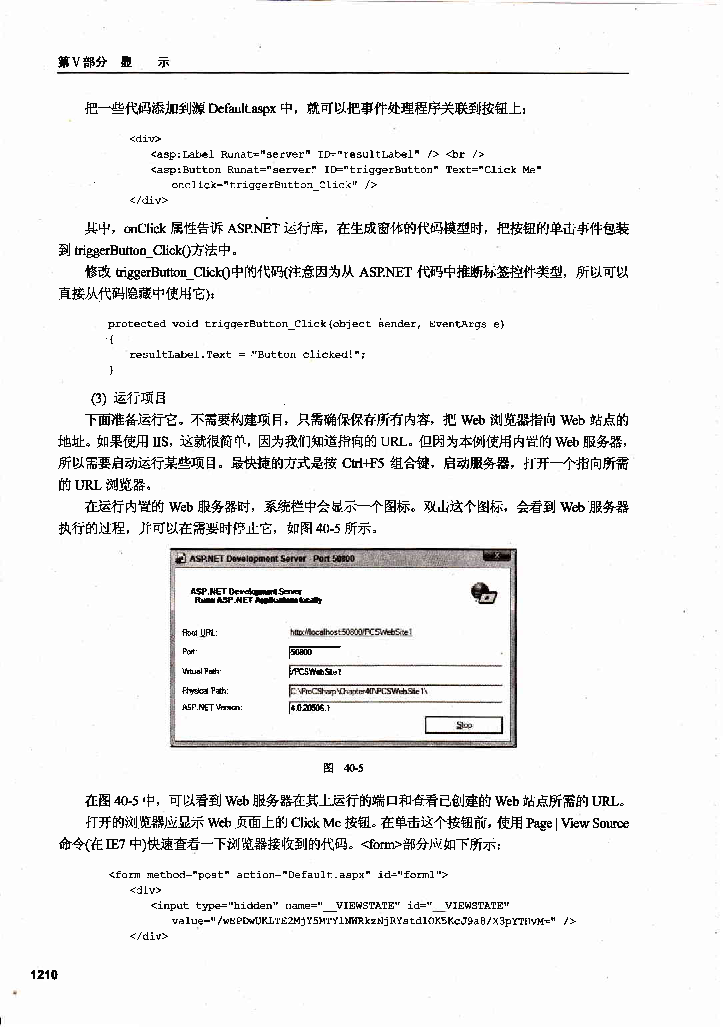 第V部分 显 示
把一些代码添加到源 Default.aspx 中，就可以把事件处理程序关联到按钮上：
<div>
<asp:Label Runat="server" ID="resultLabel" /> <br />
<asp:Button Runat="server" ID="triggerButton" Text="Click Me"
onclick="triggerButton_Click" />
</div>
其中，onClick 属性告诉 ASP.NET 运行库，在生成窗体的代码模型时，把按钮的单击事件包装
到 triggerButton_Click()方法中。
修改 triggerButton_Click()中的代码(注意因为从 ASP.NET 代码中推断标签控件类型，所以可以
直接从代码隐藏中使用它)：
protected void triggerButton_Click(object sender, EventArgs e)
{
resultLabel.Text = "Button clicked!";
}
(3) 运行项目
下面准备运行它。不需要构建项目，只需确保保存所有内容，把 Web 浏览器指向 Web 站点的
地址。如果使用 IIS，这就很简单，因为我们知道指向的 URL。但因为本例使用内置的 Web 服务器，
所以需要启动运行某些项目。最快捷的方式是按 Ctrl+F5 组合键，启动服务器，打开一个指向所需
的 URL 浏览器。
在运行内置的 Web 服务器时，系统栏中会显示一个图标。双击这个图标，会看到 Web 服务器
执行的过程，并可以在需要时停止它，如图 40-5 所示。
ASP.NET Development Server - Port 50800
ASP.NET Development Server
Runs ASP.NET Applications locally
Root URL: http://localhost:50800/PCSWebSite1
Port: 50800
Virtual Path: /PCSWebSite1
Physical Path: C:\ProCSharp\Chapter40\PCSWebSite1\
ASP.NET Version: 4.0.20506.1
Stop
图 40-5
在图 40-5 中，可以看到 Web 服务器在其上运行的端口和查看已创建的 Web 站点所需的 URL。
打开的浏览器应显示 Web 页面上的 Click Me 按钮。在单击这个按钮前，使用 Page | View Source
命令(在 IE7 中)快速查看一下浏览器接收到的代码。<form>部分应如下所示：
<form method="post" action="Default.aspx" id="form1">
<div>
<input type="hidden" name="__VIEWSTATE" id="__VIEWSTATE"
</div>
1210